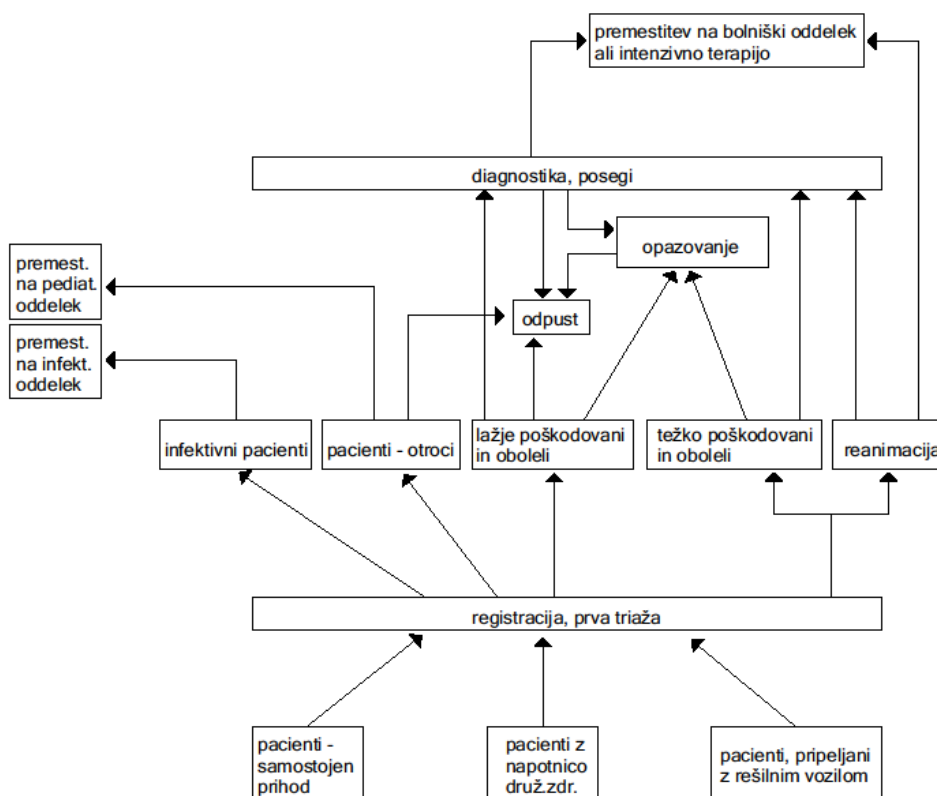 premestitev na bolniški oddelek
ali intenzivno terapijo
diagnostika, posegi
opazovanje
premest.
na pediat.
oddelek
odpust
premest.
na infekt.
oddelek
infektivni pacienti
pacienti - otroci
lažje poškodovani
in oboleli
težko poškodovani
in oboleli
reanimacija
registracija, prva triaža
pacienti -
samostojen
prihod
pacienti z
napotnico
druž.zdr.
pacienti, pripeljani
z rešilnim vozilom